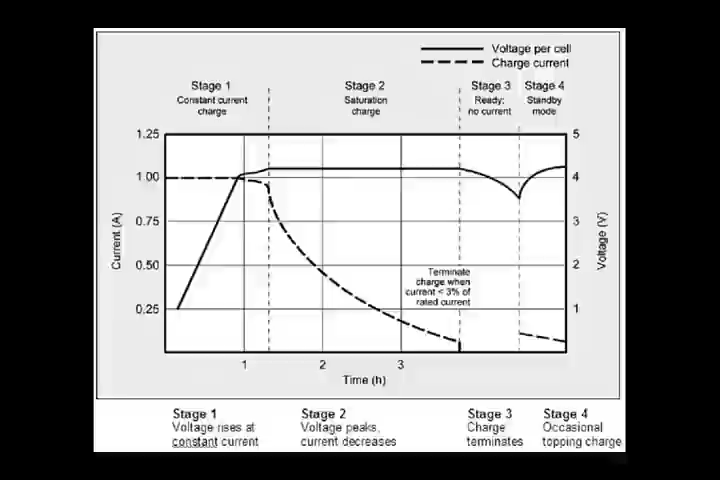 Voltage per cell
Charge current
Stage 1
Constant current
charge
Stage 2
Saturation
charge
Stage 3
Ready;
no current
Stage 4
Standby
mode
1.25
1.00
0.75
0.50
0.25
Current (A)
5
4
3
2
1
Voltage (V)
Terminate
charge when
current < 3% of
rated current
1
2
3
Time (h)
Stage 1
Voltage rises at
constant current
Stage 2
Voltage peaks,
current decreases
Stage 3
Charge
terminates
Stage 4
Occasional
topping charge